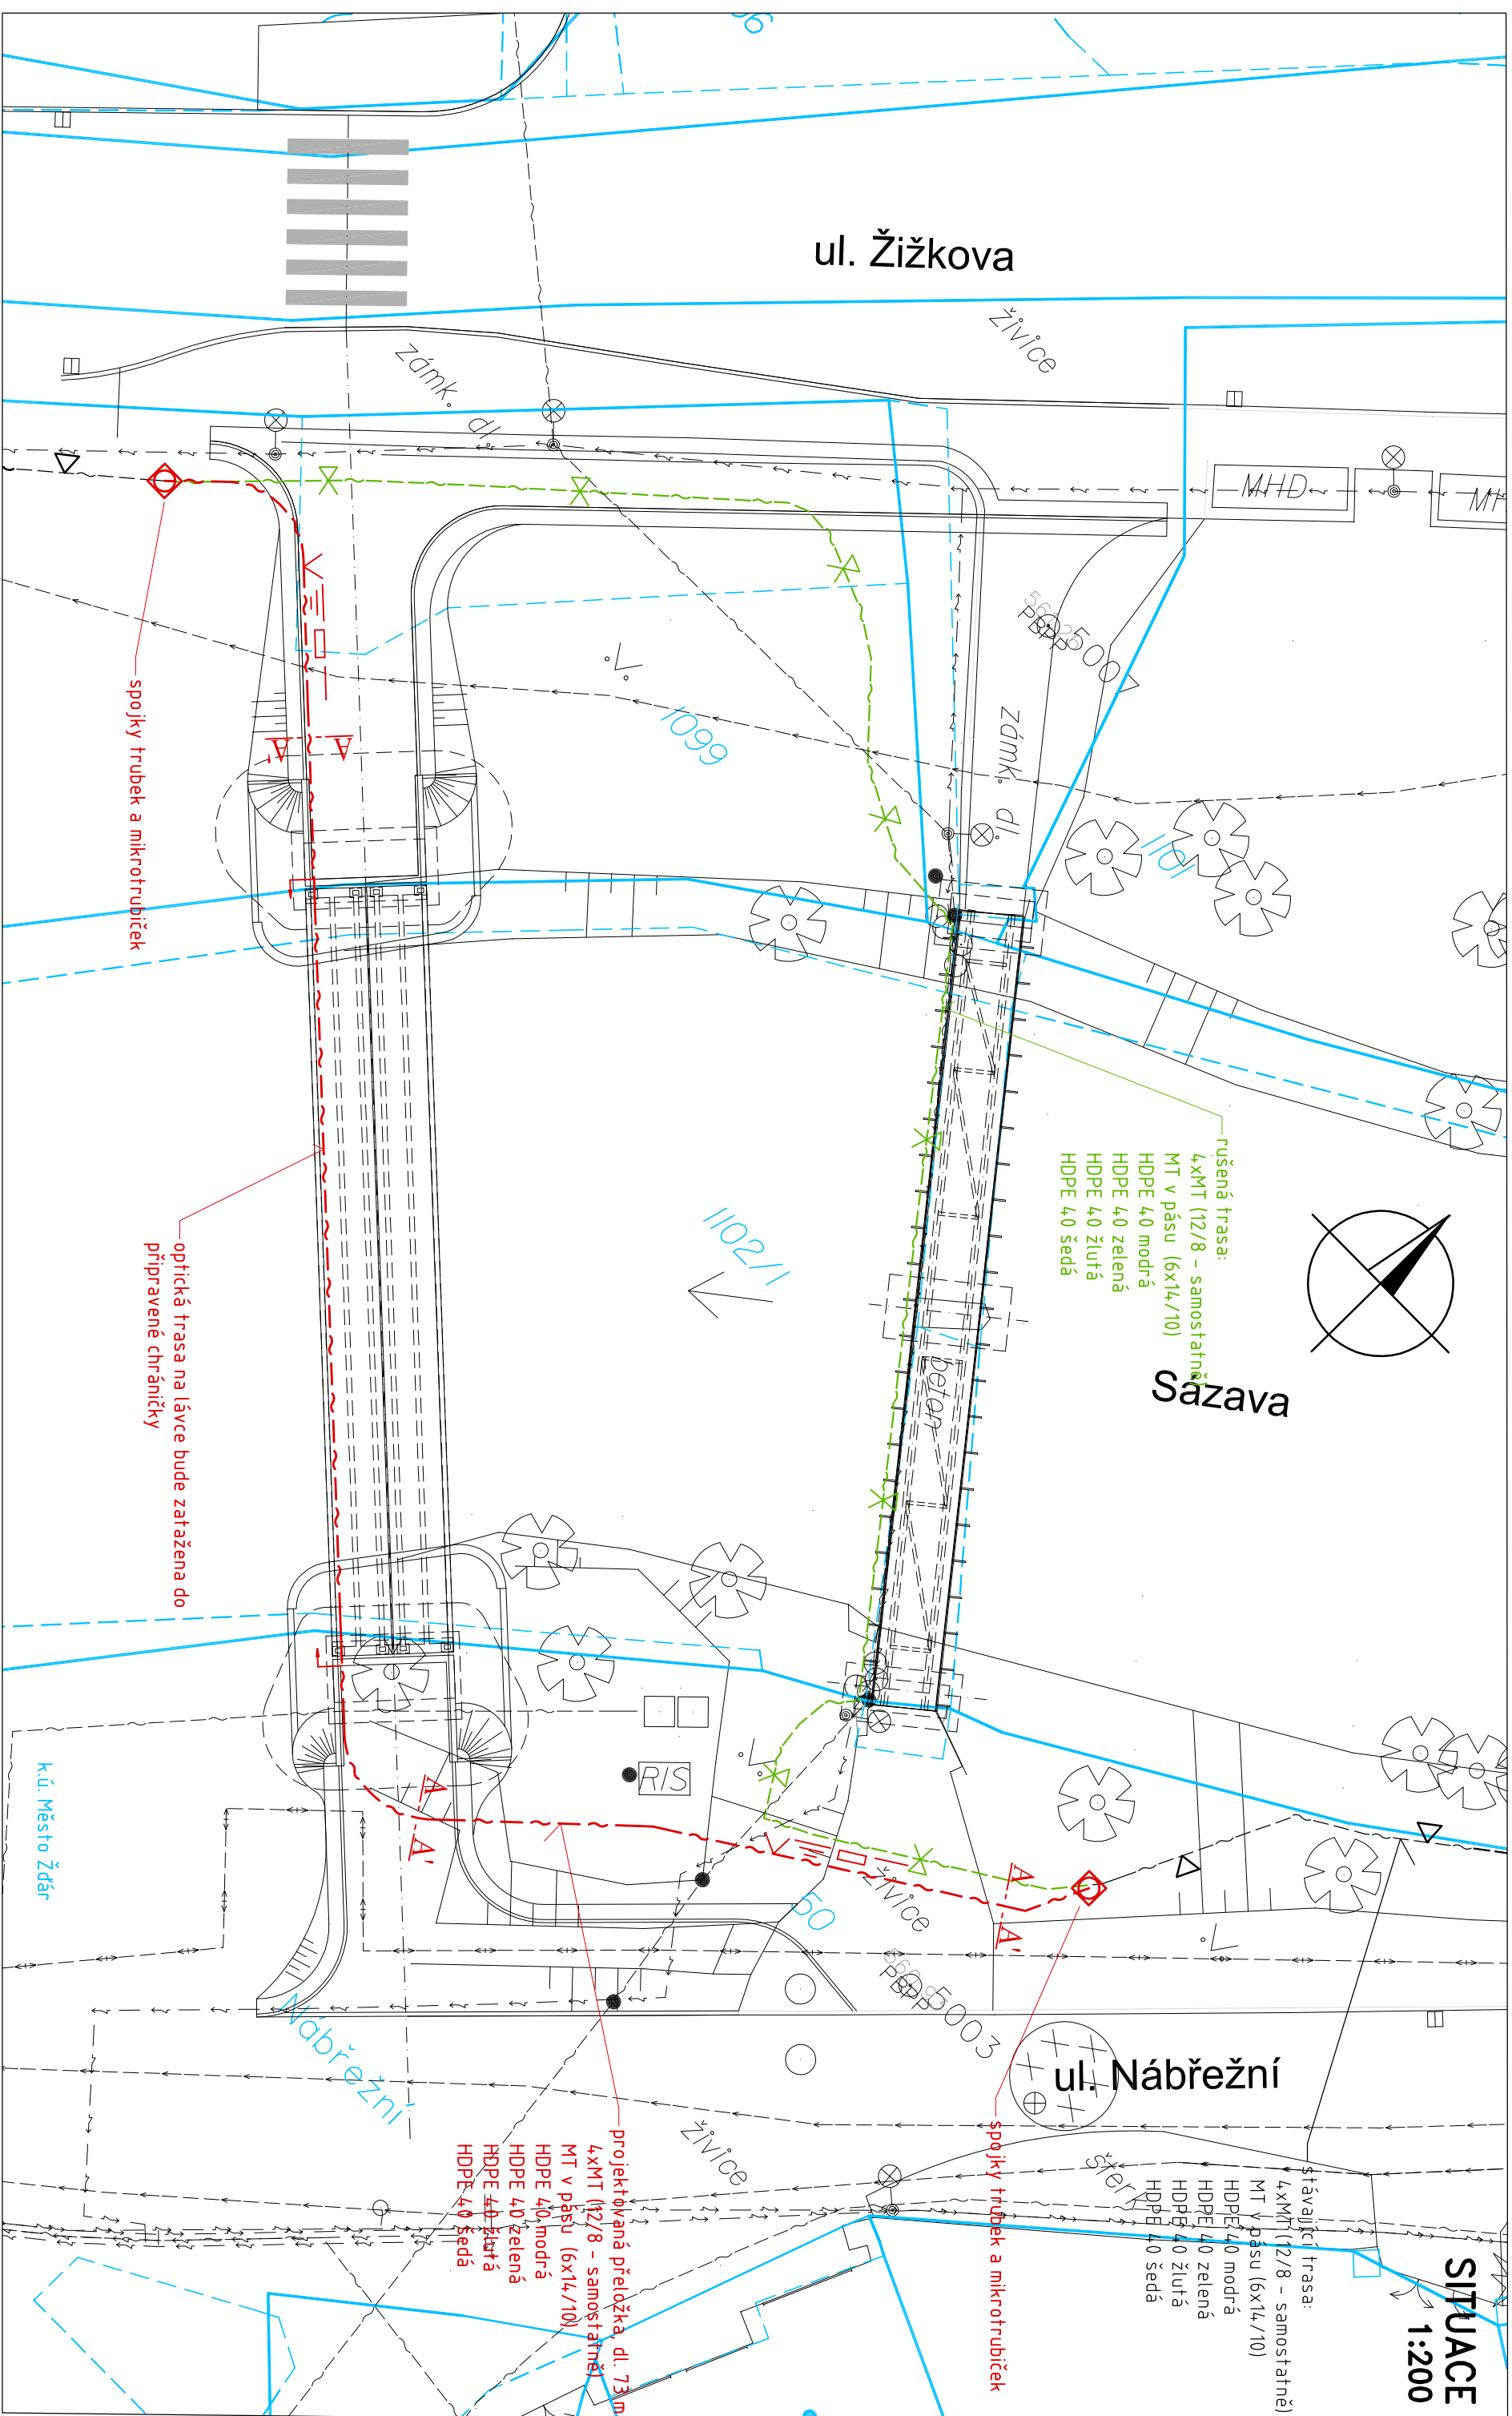 SITUACE
1:200
ul. Žižkova
živice
zámk. dl.
MHD
zámk. dl.
1099
1101
spojky trubek a mikrotrubiček
A
A'
rušená trasa:
4xMT (12/8 - samostatně)
MT v pásu (6x14/10)
HDPE 40 modrá
HDPE 40 zelená
HDPE 40 žlutá
HDPE 40 šedá
Sázava
1102/1
beton
optická trasa na lávce bude zatažena do
připravené chráničky
RIS
k.ú. Město Žďár
A
A'
A
A'
živice
50
Nábřežní
ul. Nábřežní
živice
spojky trubek a mikrotrubiček
projektovaná přeložka, dl. 73 m
4xMT (12/8 - samostatně)
MT v pásu (6x14/10)
HDPE 40 modrá
HDPE 40 zelená
HDPE 40 žlutá
HDPE 40 šedá
stávající trasa:
4xMT (12/8 - samostatně)
MT v pásu (6x14/10)
HDPE 40 modrá
HDPE 40 zelená
HDPE 40 žlutá
HDPE 40 šedá